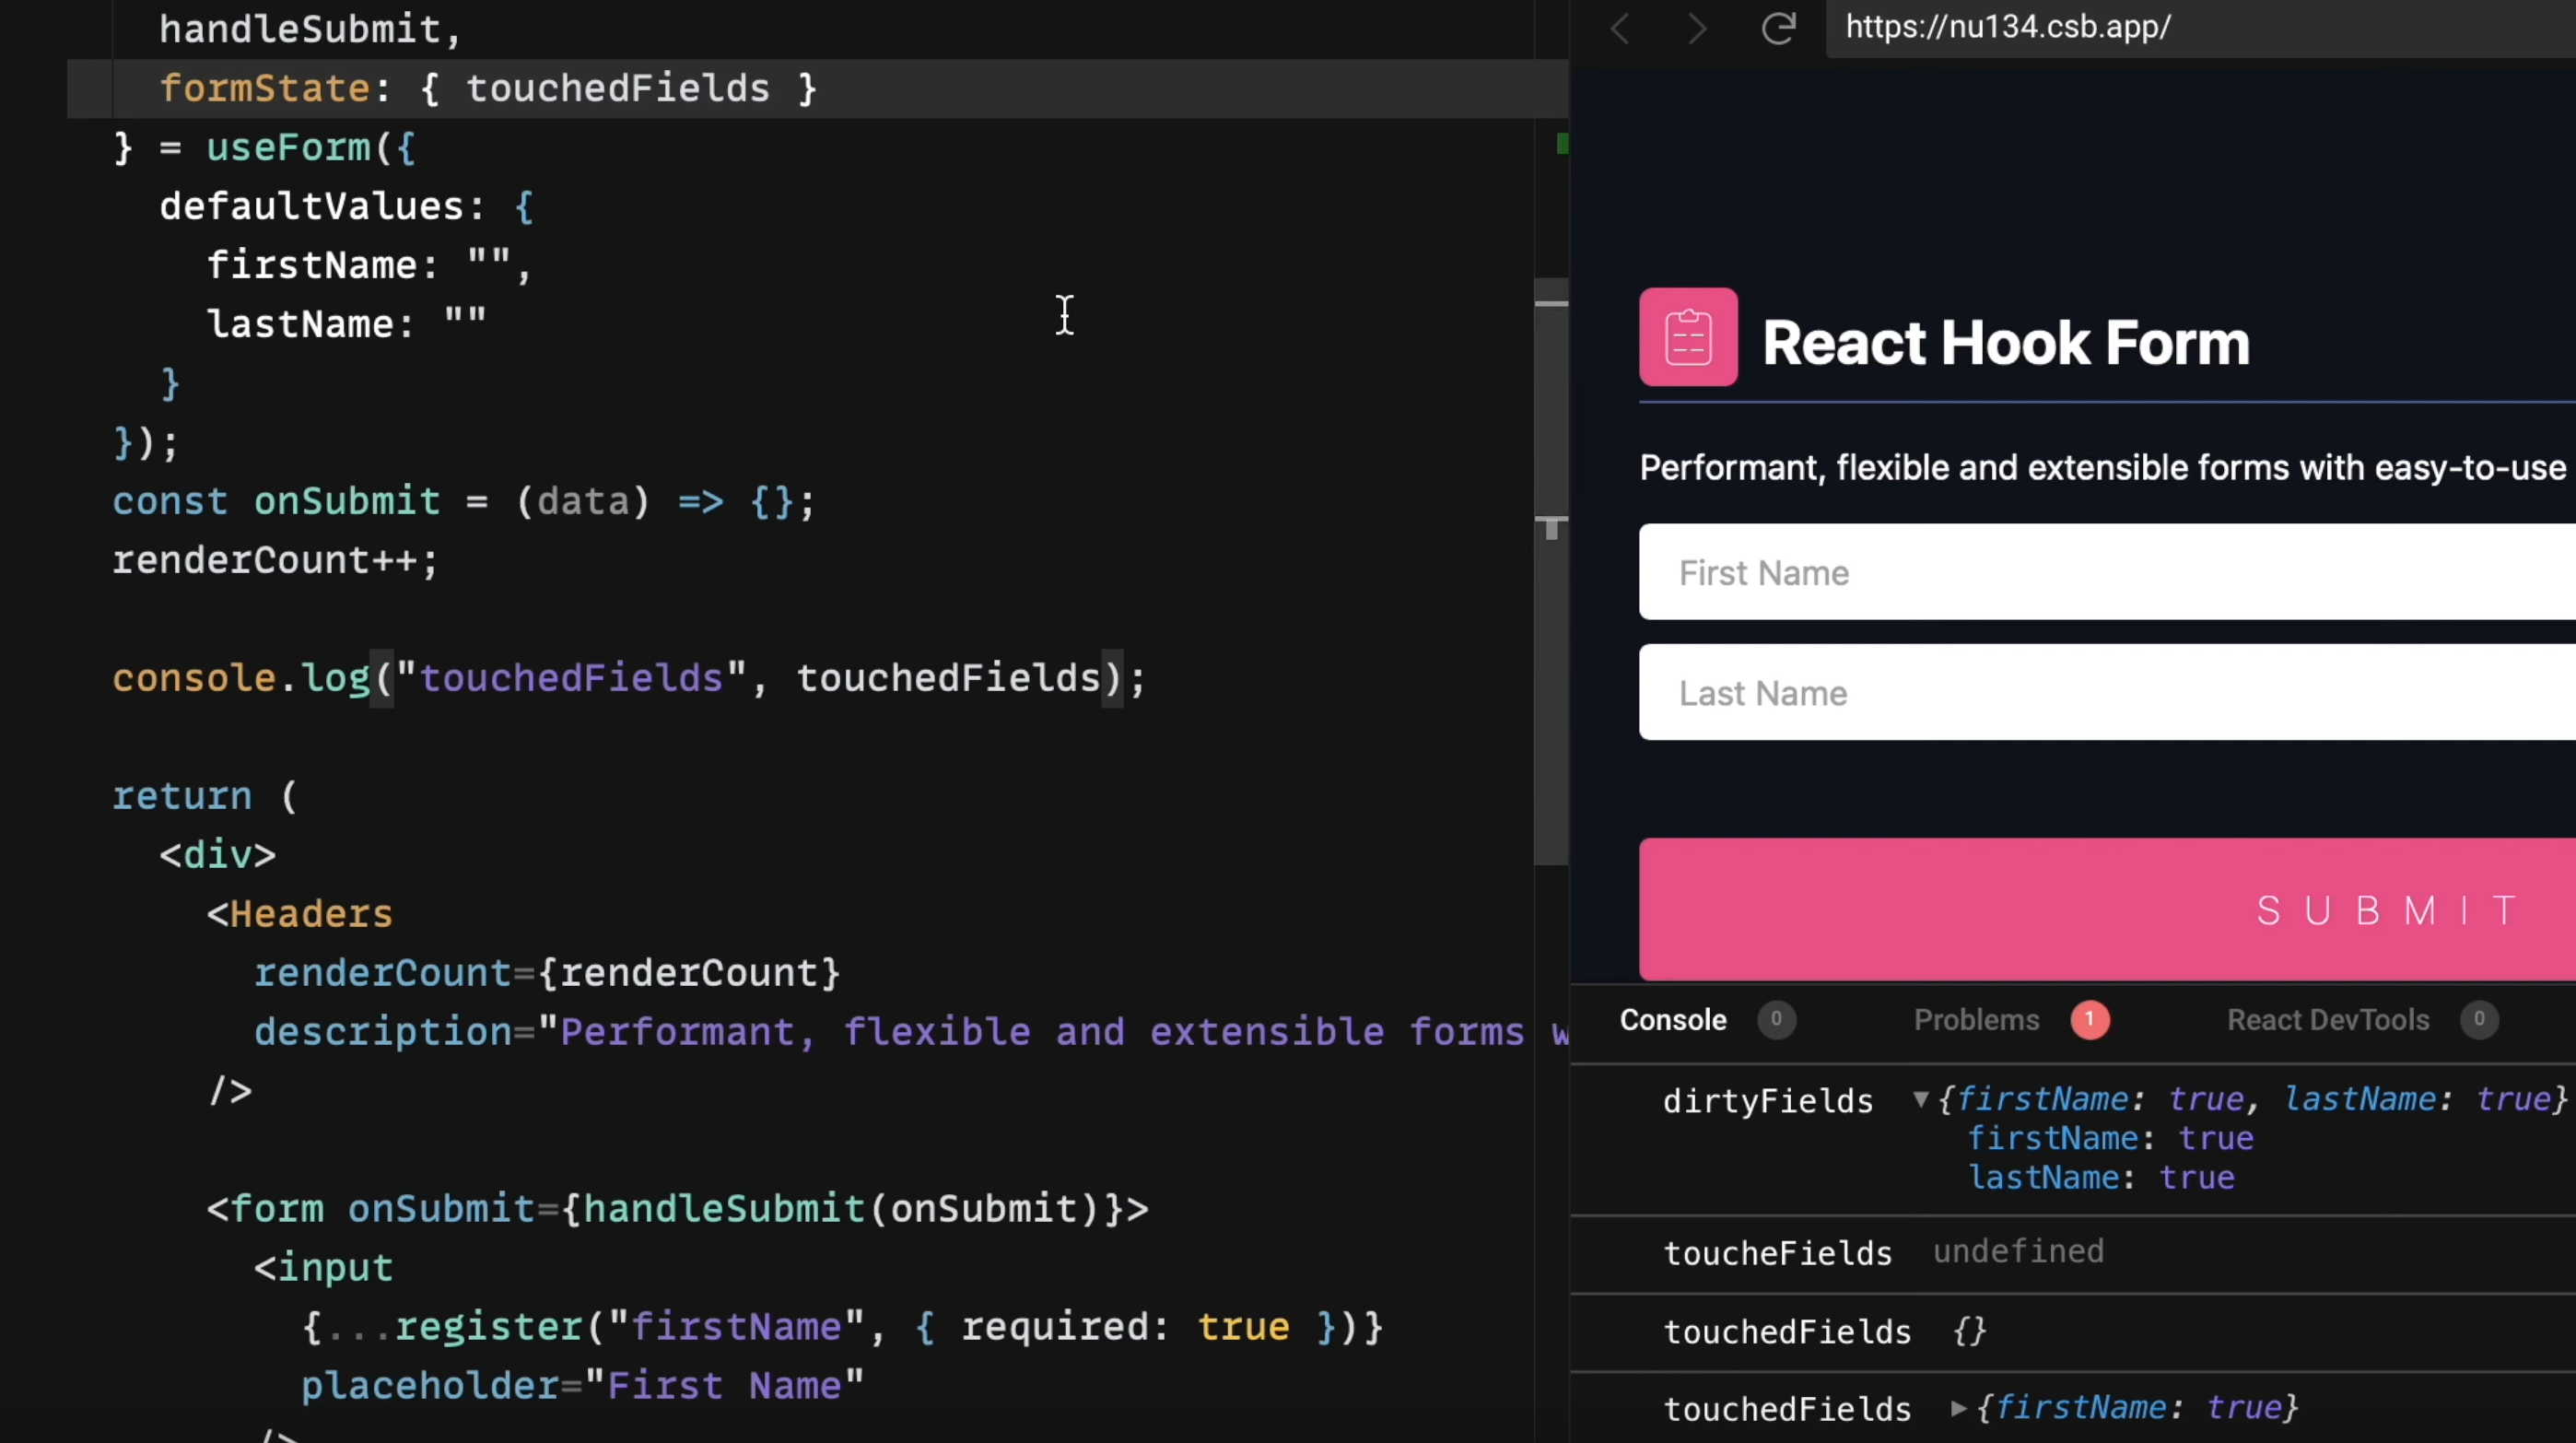 handleSubmit,
formState: { touchedFields }
} = useForm({
defaultValues: {
firstName: "",
lastName: ""
}
});
const onSubmit = (data) => {};
renderCount++;
console.log("touchedFields", touchedFields);
return (
<div>
<Headers
renderCount={renderCount}
description="Performant, flexible and extensible forms w
/>
<form onSubmit={handleSubmit(onSubmit)}>
<input
{...register("firstName", { required: true })}
placeholder="First Name"
/>
https://nu134.csb.app/
React Hook Form
Performant, flexible and extensible forms with easy-to-use
First Name
Last Name
SUBMIT
Console 0 Problems 1 React DevTools 0
dirtyFields ▼{firstName: true, lastName: true}
firstName: true
lastName: true
toucheFields undefined
touchedFields {}
touchedFields ▶{firstName: true}